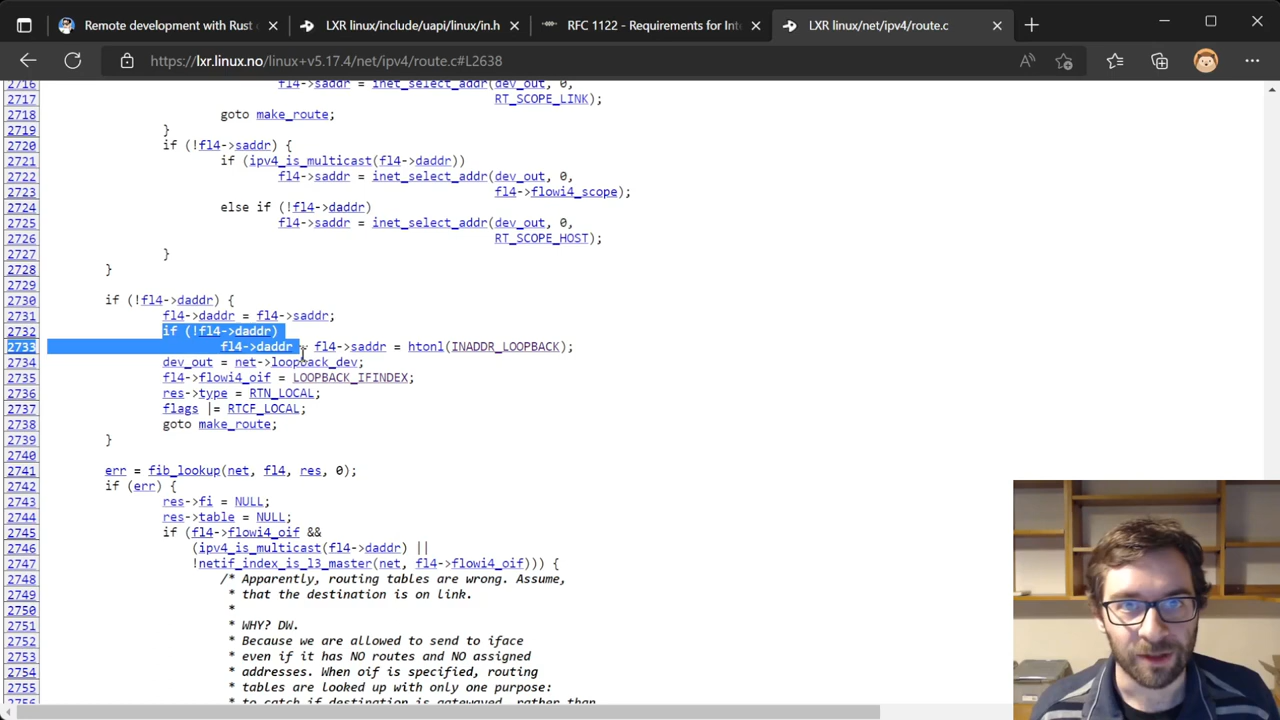 Remote development with Rust
LXR linux/include/uapi/linux/in.h
RFC 1122 - Requirements for Inte
LXR linux/net/ipv4/route.c
https://lxr.linux.no/linux+v5.17.4/net/ipv4/route.c#L2638
2716 fl4->saddr = inet_select_addr(dev_out, 0,
2717 RT_SCOPE_LINK);
2718 goto make_route;
2719 }
2720 if (!fl4->saddr) {
2721 if (ipv4_is_multicast(fl4->daddr))
2722 fl4->saddr = inet_select_addr(dev_out, 0,
2723 fl4->flowi4_scope);
2724 else if (!fl4->daddr)
2725 fl4->saddr = inet_select_addr(dev_out, 0,
2726 RT_SCOPE_HOST);
2727 }
2728 }
2729
2730 if (!fl4->daddr) {
2731 fl4->daddr = fl4->saddr;
2732 if (!fl4->daddr)
2733 fl4->daddr = fl4->saddr = htonl(INADDR_LOOPBACK);
2734 dev_out = net->loopback_dev;
2735 fl4->flowi4_oif = LOOPBACK_IFINDEX;
2736 res->type = RTN_LOCAL;
2737 flags |= RTCF_LOCAL;
2738 goto make_route;
2739 }
2740
2741 err = fib_lookup(net, fl4, res, 0);
2742 if (err) {
2743 res->fi = NULL;
2744 res->table = NULL;
2745 if (fl4->flowi4_oif &&
2746 (ipv4_is_multicast(fl4->daddr) ||
2747 !netif_index_is_l3_master(net, fl4->flowi4_oif))) {
2748 /* Apparently, routing tables are wrong. Assume,
2749 * that the destination is on link.
2750 *
2751 * WHY? DW.
2752 * Because we are allowed to send to iface
2753 * even if it has NO routes and NO assigned
2754 * addresses. When oif is specified, routing
2755 * tables are looked up with only one purpose:
2756 * to catch if destination is gatewayed, rather than